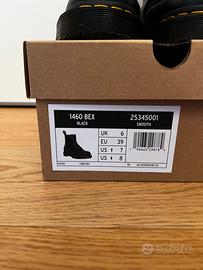 1460 BEX
BLACK
25345001
SMOOTH
UK 6
EU 39
US 7
US 8
subito